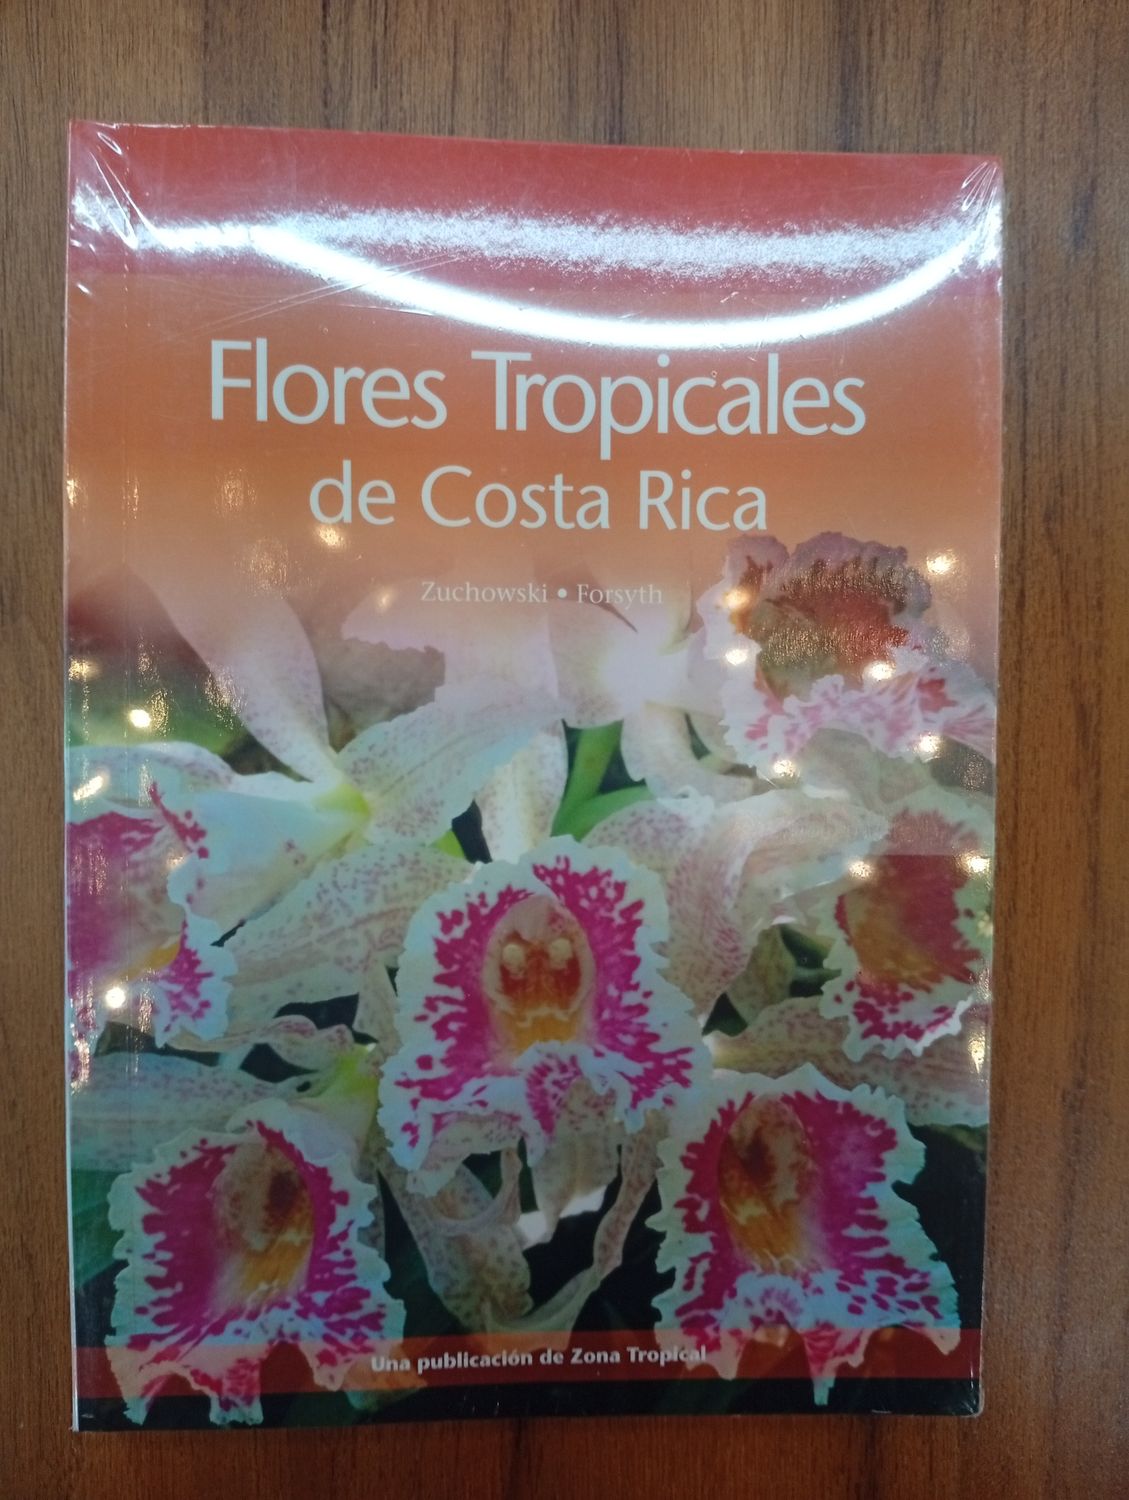 Flores Tropicales
de Costa Rica
Zuchowski • Forsyth
Una publicación de Zona Tropical